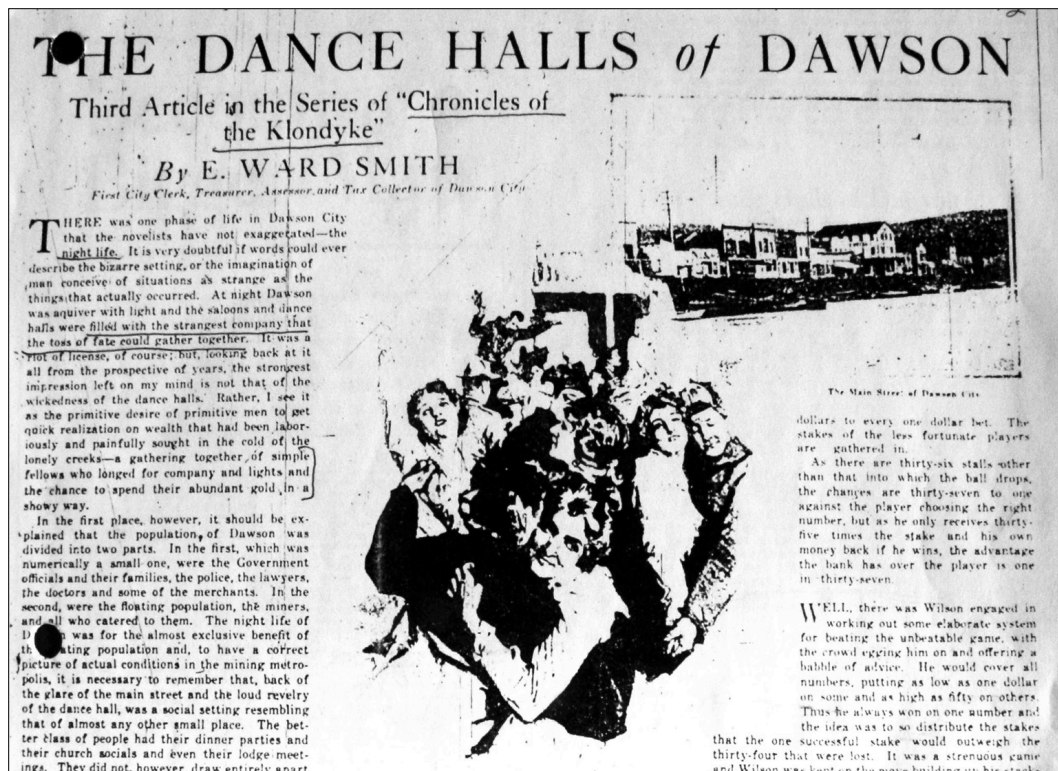 THE DANCE HALLS of DAWSON
Third Article in the Series of "Chronicles of
the Klondyke"
By E. WARD SMITH
First City Clerk, Treasurer, Assessor and Tax Collector of Dawson City
THERE was one phase of life in Dawson City
that the novelists have not exaggerated—the
night life. It is very doubtful if words could ever
describe the bizarre setting, or the imagination of
man conceive of situations as strange as the
things that actually occurred. At night Dawson
was aquiver with light and the saloons and dance
halls were filled with the strangest company that
the toss of fate could gather together. It was a
riot of license, of course; but, looking back at it
all from the prospective of years, the strongest
impression left on my mind is not that of the
wickedness of the dance halls. Rather, I see it
as the primitive desire of primitive men to get
quick realization on wealth that had been labor-
iously and painfully sought in the cold of the
lonely creeks—a gathering together of simple
fellows who longed for company and lights and
the chance to spend their abundant gold in a
showy way.
In the first place, however, it should be ex-
plained that the population of Dawson was
divided into two parts. In the first, which was
numerically a small one, were the Government
officials and their families, the police, the lawyers,
the doctors and some of the merchants. In the
second, were the floating population, the miners,
and all who catered to them. The night life of
was for the almost exclusive benefit of
population and, to have a correct
picture of actual conditions in the mining metro-
polis, it is necessary to remember that, back of
the glare of the main street and the loud revelry
of the dance hall, was a social setting resembling
that of almost any other small place. The bet-
ter class of people had their dinner parties and
their church socials and even their lodge meet-
ings. They did not, however, draw entirely apart
The Main Street of Dawson City
dollars to every one dollar bet. The
stakes of the less fortunate players
are gathered in.
As there are thirty-six stalls other
than that into which the ball drops,
the chances are thirty-seven to one
against the player choosing the right
number, but as he only receives thirty-
five times the stake and his own
money back if he wins, the advantage
the bank has over the player is one
in thirty-seven.
WELL, there was Wilson engaged in
working out some elaborate system
for beating the unbeatable game, with
the crowd egging him on and offering a
babble of advice. He would cover all
numbers, putting as low as one dollar
on some and as high as fifty on others.
Thus he always won on one number and
the idea was to so distribute the stakes
that the one successful stake would outweigh the
thirty-four that were lost. It was a strenuous game
and Wilson was kept on the move building up his stacks